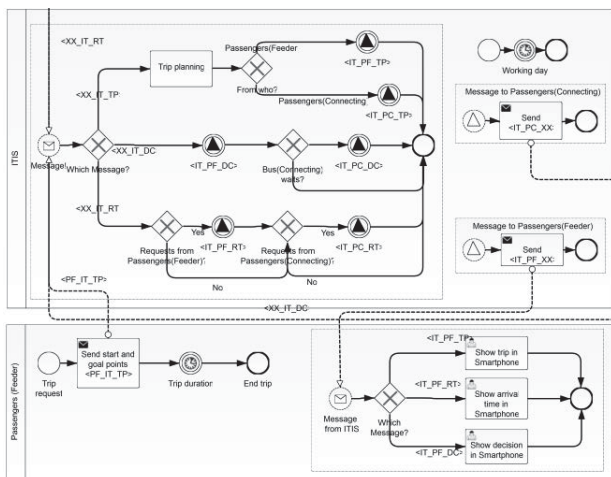 ITIS
<XX_IT_RT
Passengers(Feeder
Trip planning
<IT_PF_TP>
From who?
<XX_IT_TP>
Passengers(Connecting
<IT_PC_TP>
Message!
Which Message?
<XX_IT_DC
<IT_PF_DC>
Bus(Connecting)
waits?
<IT_PC_DC>
<XX_IT_RT
Yes
<IT_PF_RT>
Requests from
Passengers(Feeder)
Requests from
Passengers(Connecting)
Yes
<IT_PC_RT>
No
No
Working day
Message to Passengers(Connecting)
Send
<IT_PC_XX>
Message to Passengers(Feeder)
Send
<IT_PF_XX>
<PF_IT_TP>
<XX_IT_DC
Passengers (Feeder)
Trip
request
Send start and
goal points
<PF_IT_TP>
Trip duration
End trip
Message
from ITIS
Which
Message?
<IT_PF_TP
Show trip in
Smartphone
<IT_PF_RT>
Show arrival
time in
Smartphone
<IT_PF_DC>
Show decision
in Smartphone